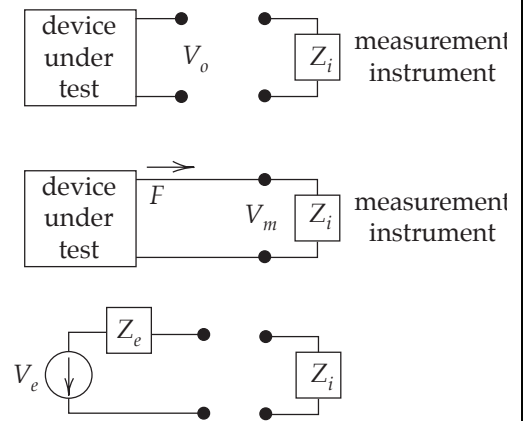 device
under
test
V_o
Z_i
measurement
instrument
device
under
test
F
V_m
Z_i
measurement
instrument
Z_e
V_e
Z_i